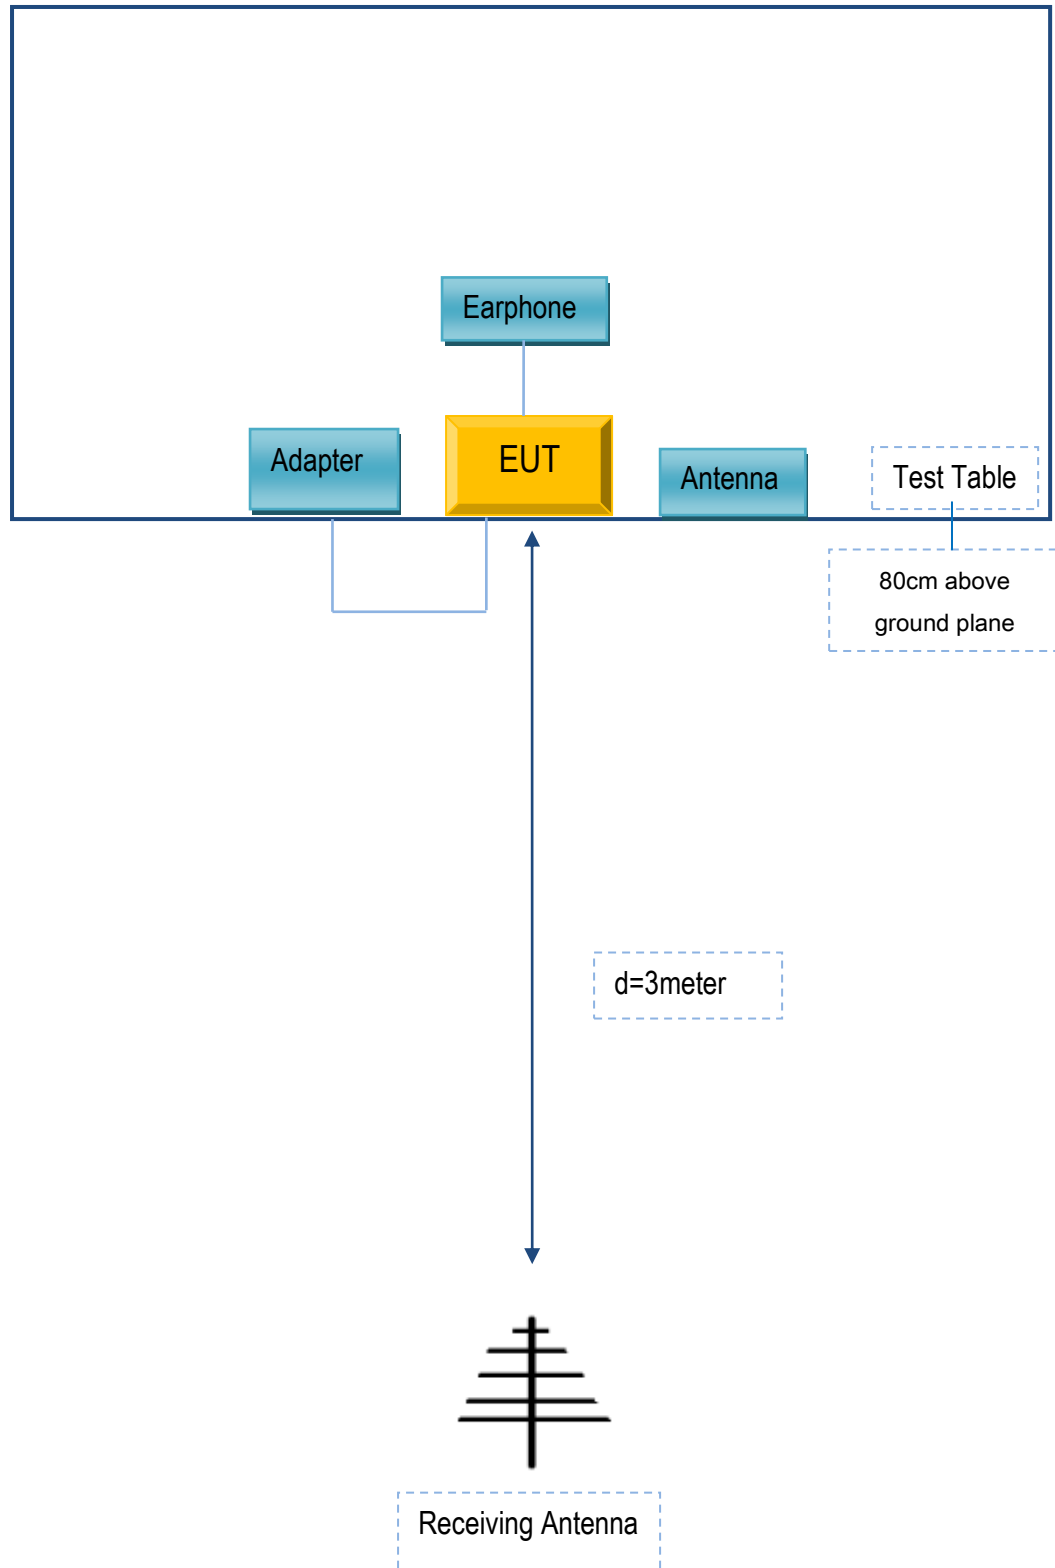 Earphone
Adapter
EUT
Antenna
Test Table
80cm above
ground plane
d=3meter
Receiving Antenna